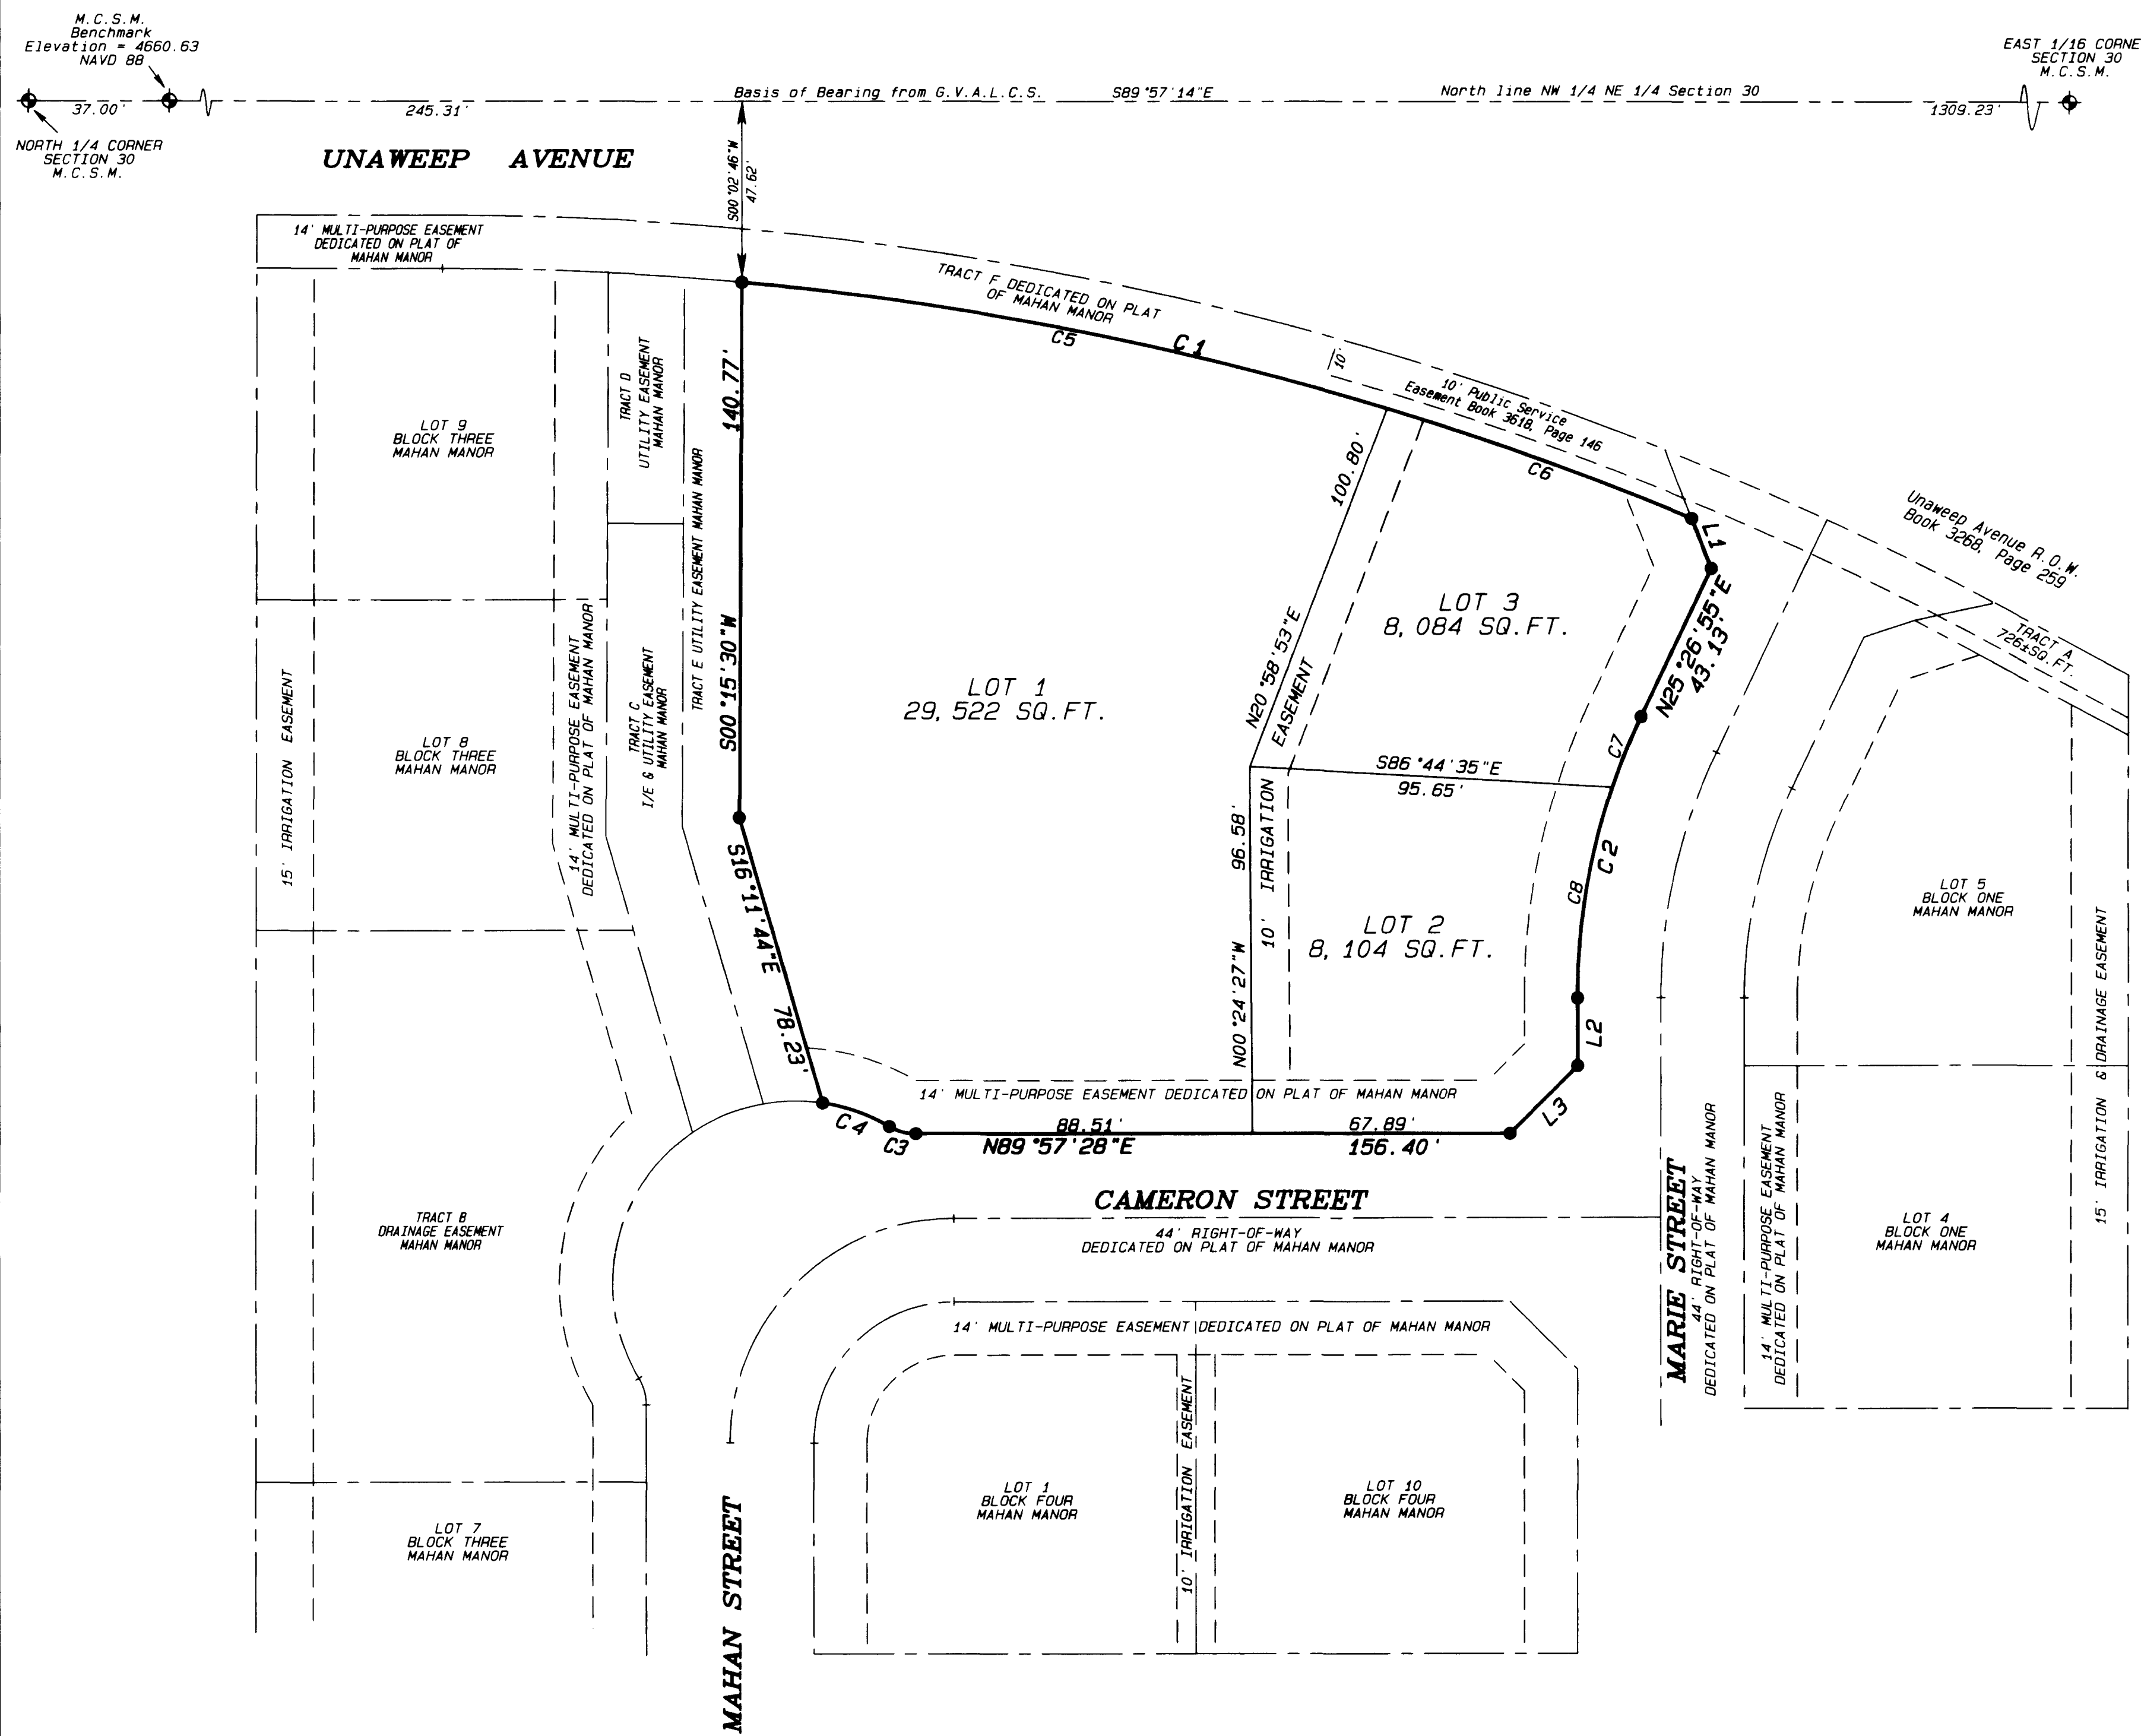 M.C.S.M.
Benchmark
Elevation = 4660.63
NAVD 88
EAST 1/16 CORNE
SECTION 30
M.C.S.M.
Basis of Bearing from G.V.A.L.C.S.
S89°57'14"E
North line NW 1/4 NE 1/4 Section 30
37.00'
245.31'
1309.23'
NORTH 1/4 CORNER
SECTION 30
M.C.S.M.
UNAWEEP AVENUE
S00°02'46"W
47.62'
14' MULTI-PURPOSE EASEMENT
DEDICATED ON PLAT OF
MAHAN MANOR
TRACT F DEDICATED ON PLAT
OF MAHAN MANOR
C5
C1
10'
10' Public Service
Easement Book 3618, Page 146
C6
L1
Unaweep Avenue R.O.W.
Book 3268, Page 259
TRACT A
726±SQ.FT.
LOT 9
BLOCK THREE
MAHAN MANOR
TRACT D
UTILITY EASEMENT
MAHAN MANOR
140.77'
S00°15'30"W
TRACT E UTILITY EASEMENT MAHAN MANOR
100.80'
N20°58'53"E
EASEMENT
LOT 3
8,084 SQ.FT.
N25°26'55"E
43.13'
LOT 1
29,522 SQ.FT.
15' IRRIGATION EASEMENT
LOT 8
BLOCK THREE
MAHAN MANOR
14' MULTI-PURPOSE EASEMENT
DEDICATED ON PLAT OF MAHAN MANOR
TRACT C
I/E & UTILITY EASEMENT
MAHAN MANOR
S86°44'35"E
95.65'
C7
C2
C8
96.58'
N00°24'27"W
10' IRRIGATION
LOT 2
8,104 SQ.FT.
S16°11'44"E
78.23'
LOT 5
BLOCK ONE
MAHAN MANOR
15' IRRIGATION & DRAINAGE EASEMENT
L2
L3
14' MULTI-PURPOSE EASEMENT DEDICATED ON PLAT OF MAHAN MANOR
C4
C3
88.51'
67.89'
N89°57'28"E
156.40'
CAMERON STREET
44' RIGHT-OF-WAY
DEDICATED ON PLAT OF MAHAN MANOR
MARIE STREET
44' RIGHT-OF-WAY
DEDICATED ON PLAT OF MAHAN MANOR
14' MULTI-PURPOSE EASEMENT
DEDICATED ON PLAT OF MAHAN MANOR
LOT 4
BLOCK ONE
MAHAN MANOR
TRACT B
DRAINAGE EASEMENT
MAHAN MANOR
14' MULTI-PURPOSE EASEMENT DEDICATED ON PLAT OF MAHAN MANOR
10' IRRIGATION EASEMENT
LOT 1
BLOCK FOUR
MAHAN MANOR
LOT 10
BLOCK FOUR
MAHAN MANOR
LOT 7
BLOCK THREE
MAHAN MANOR
MAHAN STREET